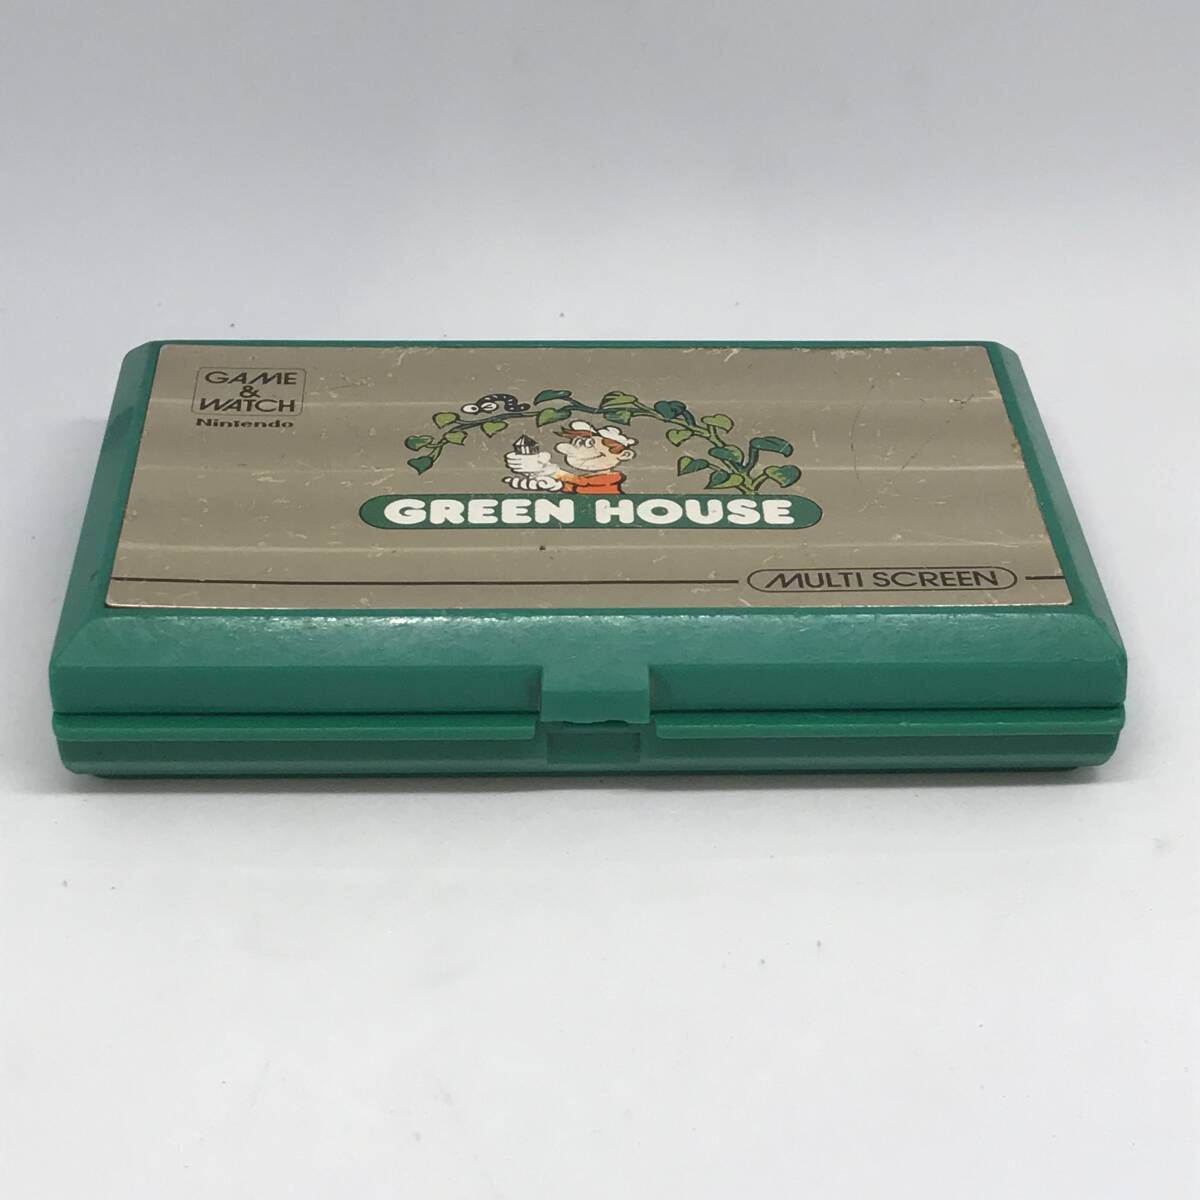 GAME
&
WATCH
Nintendo
GREEN HOUSE
MULTI SCREEN